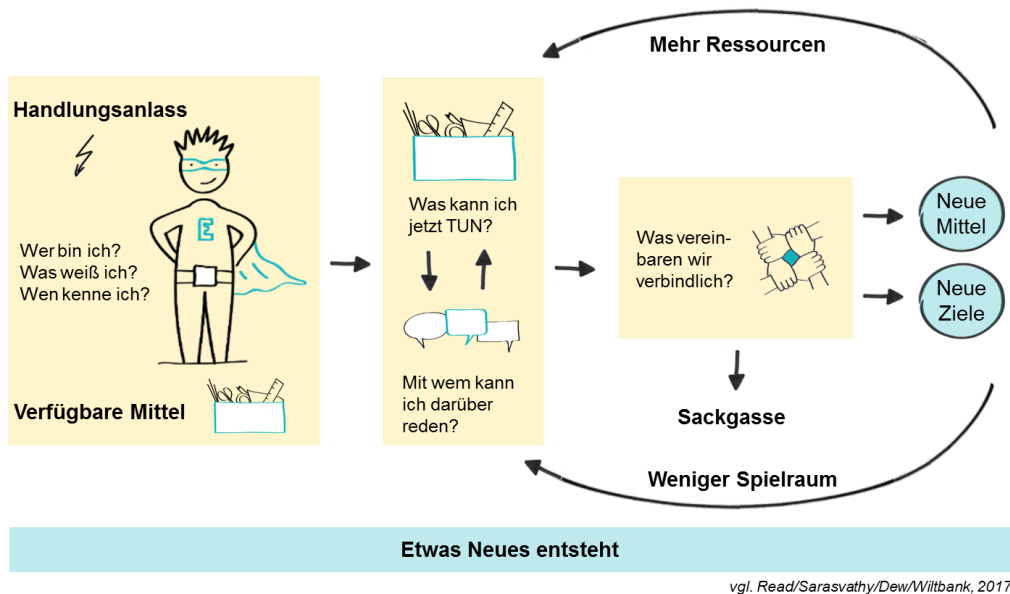 Mehr Ressourcen
Handlungsanlass
E
Wer bin ich?
Was weiß ich?
Wen kenne ich?
Verfügbare Mittel
Was kann ich
jetzt TUN?
Mit wem kann
ich darüber
reden?
Was verein-
baren wir
verbindlich?
Neue
Mittel
Neue
Ziele
Sackgasse
Weniger Spielraum
Etwas Neues entsteht
vgl. Read/Sarasvathy/Dew/Wiltbank, 2017